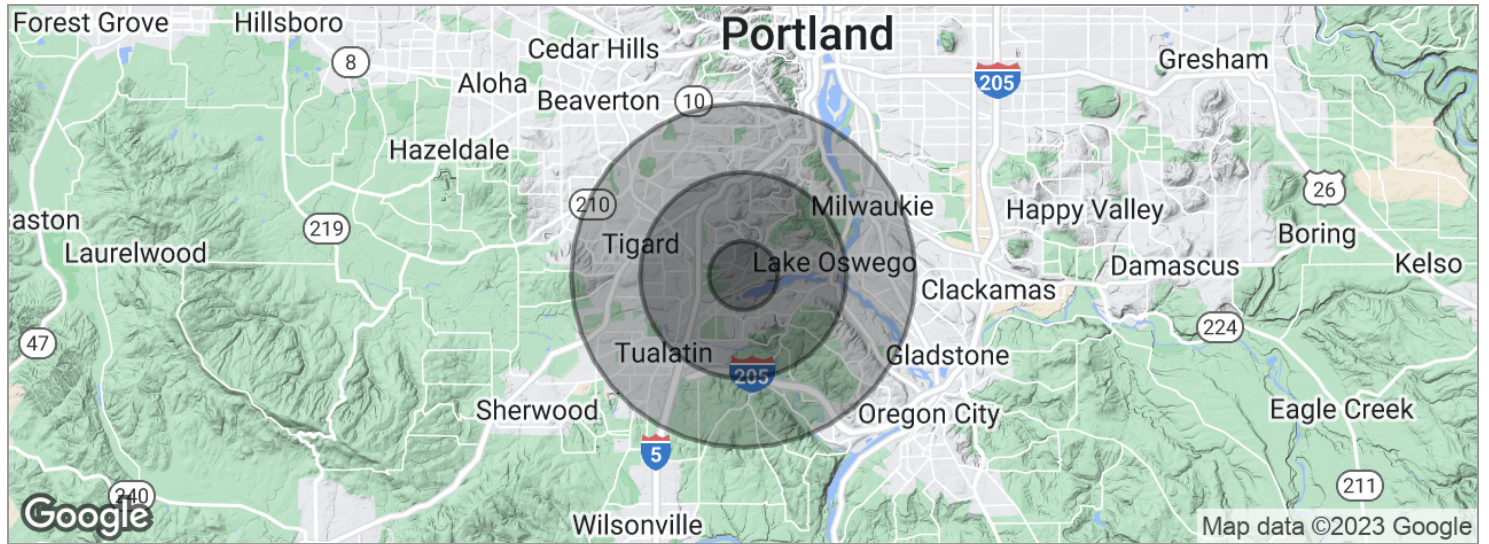 Forest Grove
Hillsboro
Portland
Cedar Hills
Gresham
8
Aloha
205
Beaverton
10
Hazeldale
26
210
Milwaukie
Happy Valley
aston
219
Boring
Laurelwood
Tigard
Lake Oswego
Damascus
Kelso
Clackamas
224
47
Tualatin
205
Gladstone
Sherwood
Oregon City
Eagle Creek
5
211
240
Google
Wilsonville
Map data ©2023 Google